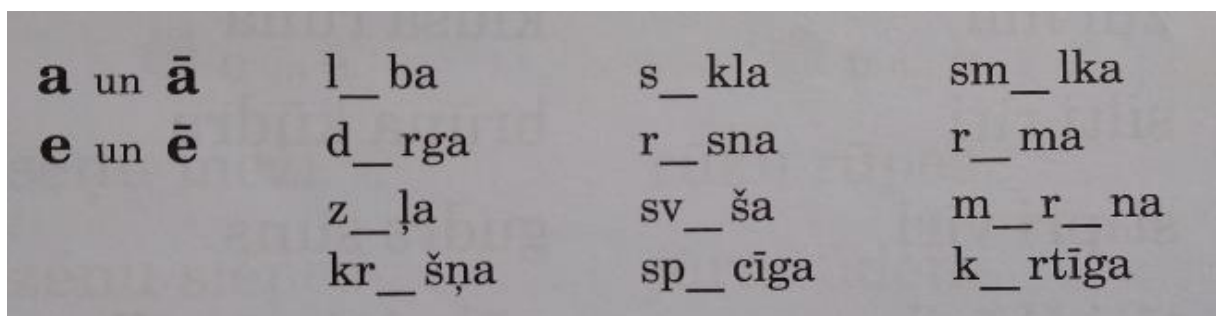 a un ā l_ba s_kla sm_lka
e un ē d_rga r_sna r_ma
z_ļa sv_ša m_r_na
kr_šņa sp_cīga k_rtīga